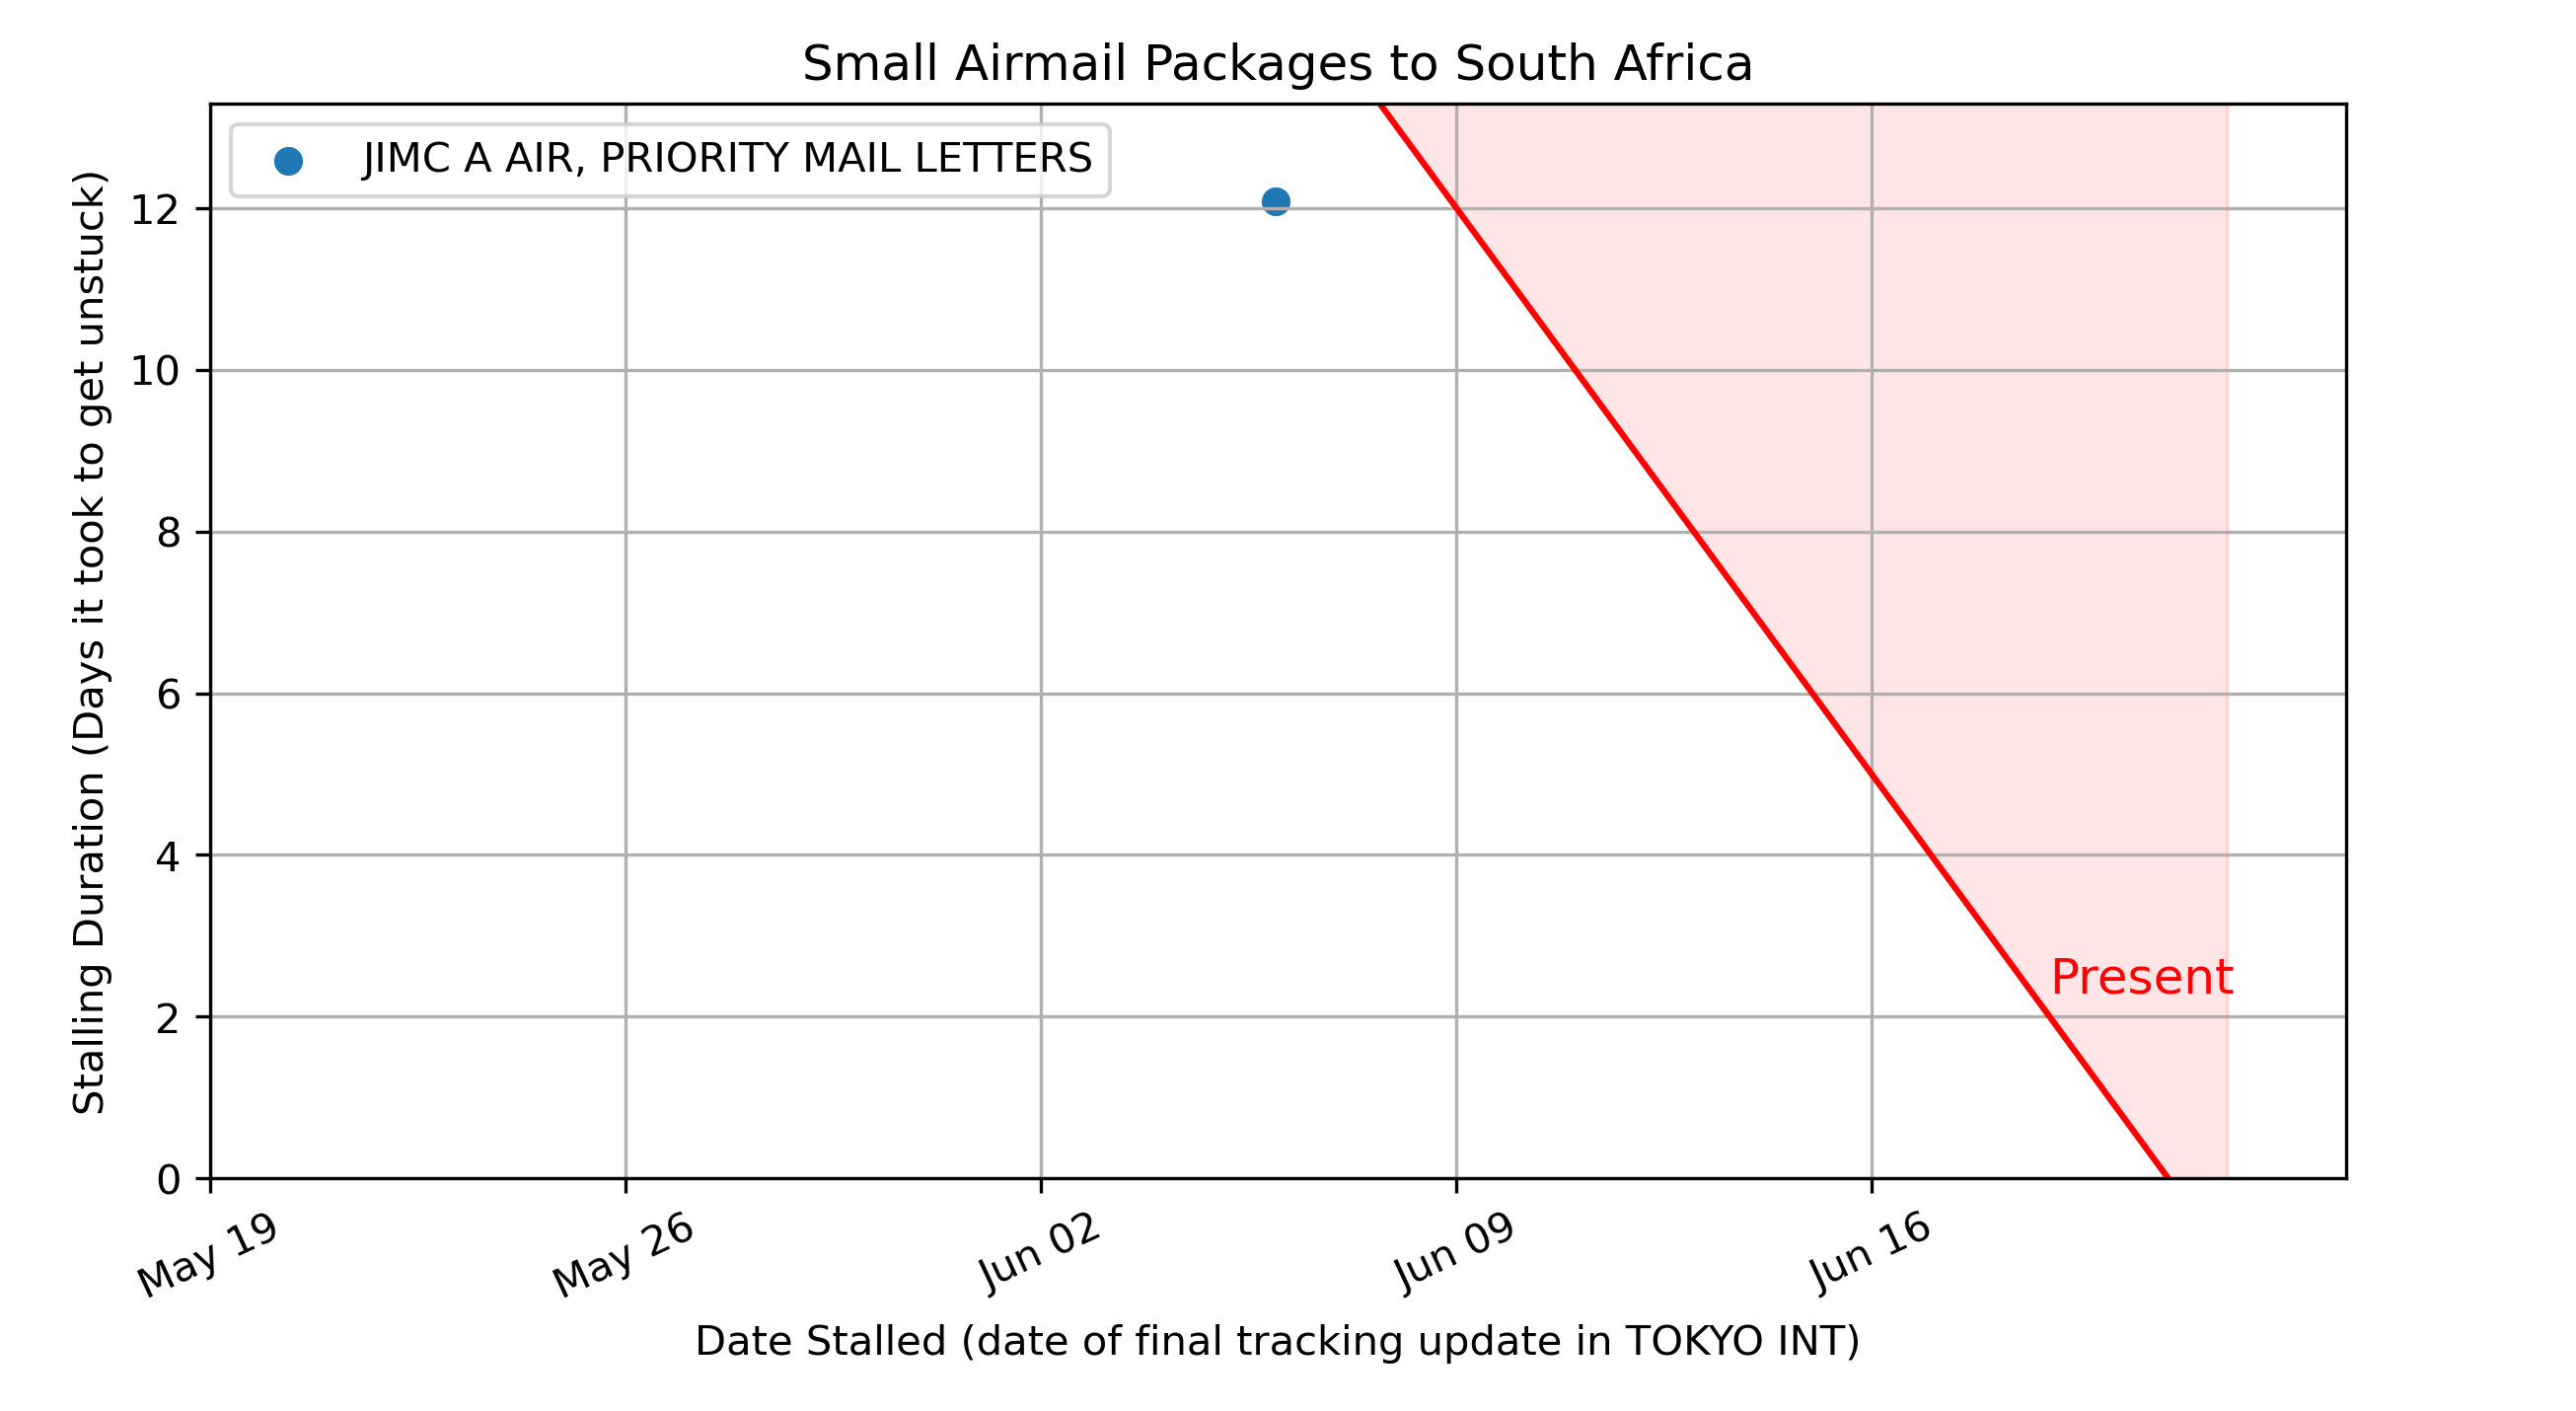 Small Airmail Packages to South Africa
JIMC A AIR, PRIORITY MAIL LETTERS
Stalling Duration (Days it took to get unstuck)
12
10
8
6
4
2
0
Present
May 19
May 26
Jun 02
Jun 09
Jun 16
Date Stalled (date of final tracking update in TOKYO INT)